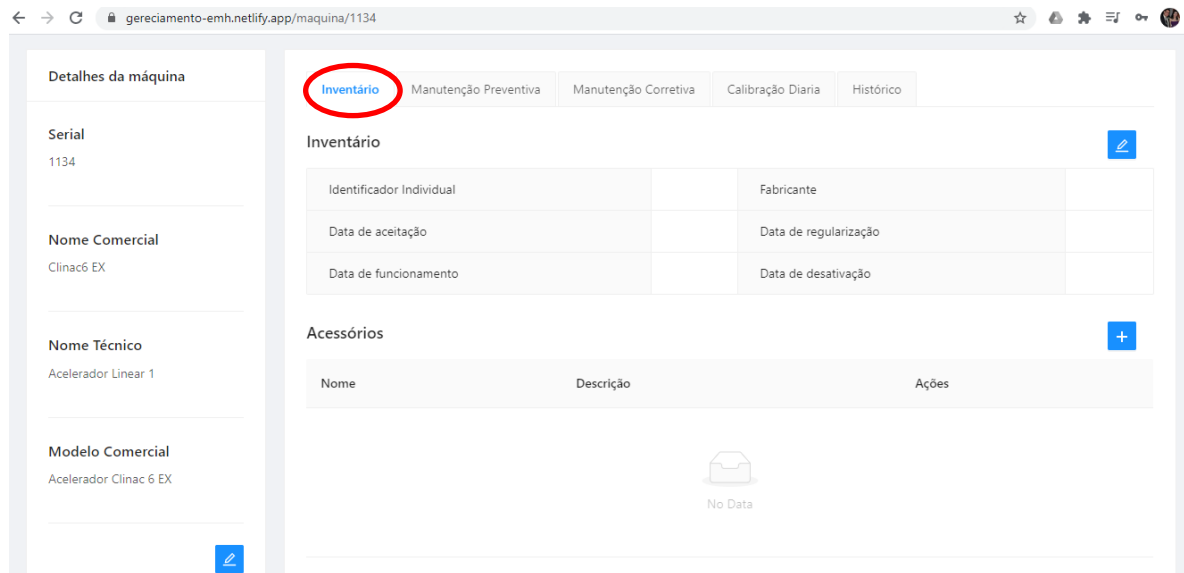 gereciamento-emh.netlify.app/maquina/1134
Detalhes da máquina
Serial
1134
Nome Comercial
Clinac6 EX
Nome Técnico
Acelerador Linear 1
Modelo Comercial
Acelerador Clinac 6 EX
Inventário Manutenção Preventiva Manutenção Corretiva Calibração Diaria Histórico
Inventário
Identificador Individual Fabricante
Data de aceitação Data de regularização
Data de funcionamento Data de desativação
Acessórios
Nome Descrição Ações
No Data